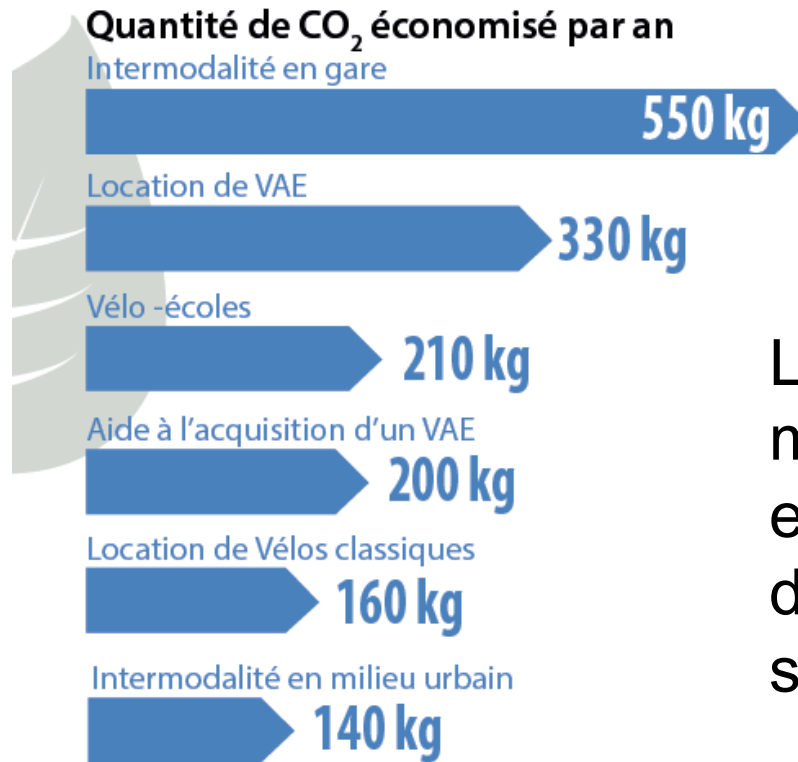 Quantité de CO₂ économisé par an
Intermodalité en gare
550 kg
Location de VAE
330 kg
Vélo -écoles
210 kg
Aide à l'acquisition d'un VAE
200 kg
Location de Vélos classiques
160 kg
Intermodalité en milieu urbain
140 kg